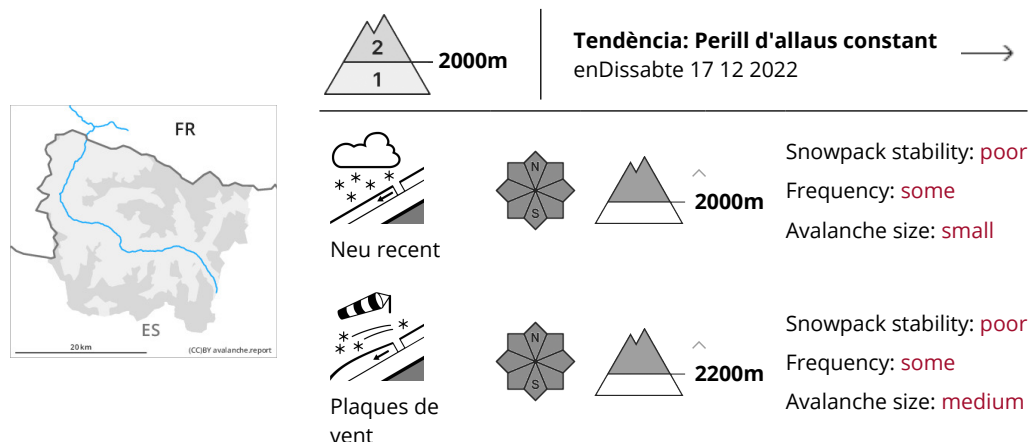 2
1
2000m
Tendència: Perill d'allaus constant
enDissabte 17 12 2022
FR
ES
20 km
(CC)BY avalanche.report
N
S
2000m
Snowpack stability: poor
Frequency: some
Avalanche size: small
Neu recent
N
S
2200m
Snowpack stability: poor
Frequency: some
Avalanche size: medium
Plaques de
vent